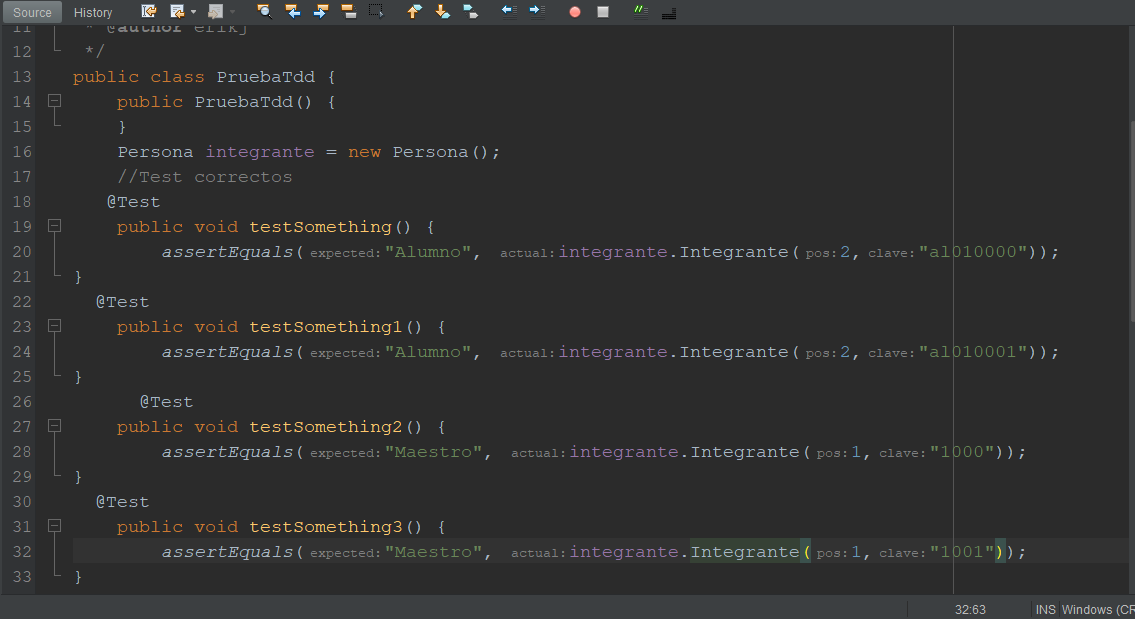 Source History
11 * @author erikj
12 */
13 public class PruebaTdd {
14 public PruebaTdd() {
15 }
16 Persona integrante = new Persona();
17 //Test correctos
18 @Test
19 public void testSomething() {
20 assertEquals( expected: "Alumno", actual: integrante.Integrante( pos: 2, clave: "al010000"));
21 }
22 @Test
23 public void testSomething1() {
24 assertEquals( expected: "Alumno", actual: integrante.Integrante( pos: 2, clave: "al010001"));
25 }
26 @Test
27 public void testSomething2() {
28 assertEquals( expected: "Maestro", actual: integrante.Integrante( pos: 1, clave: "1000"));
29 }
30 @Test
31 public void testSomething3() {
32 assertEquals( expected: "Maestro", actual: integrante.Integrante( pos: 1, clave: "1001"));
33 }
32:63 INS Windows (CR